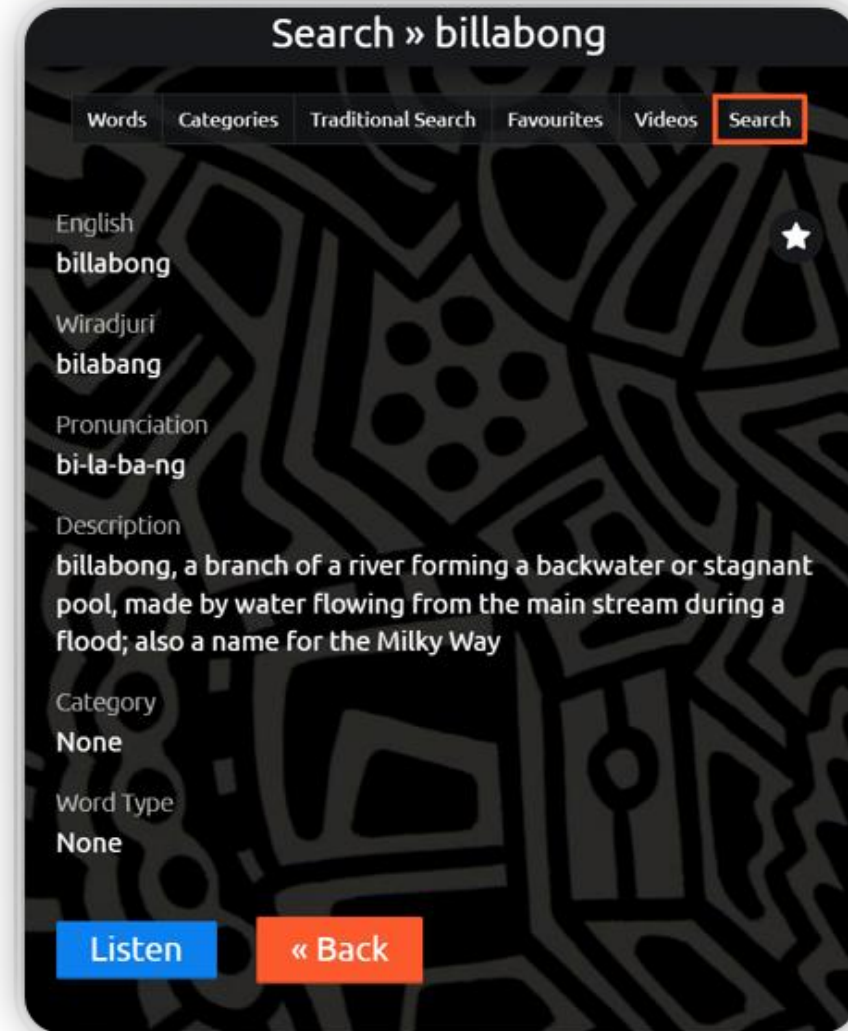 Search » billabong
Words Categories Traditional Search Favourites Videos Search
English
billabong
Wiradjuri
bilabang
Pronunciation
bi-la-ba-ng
Description
billabong, a branch of a river forming a backwater or stagnant
pool, made by water flowing from the main stream during a
flood; also a name for the Milky Way
Category
None
Word Type
None
Listen « Back